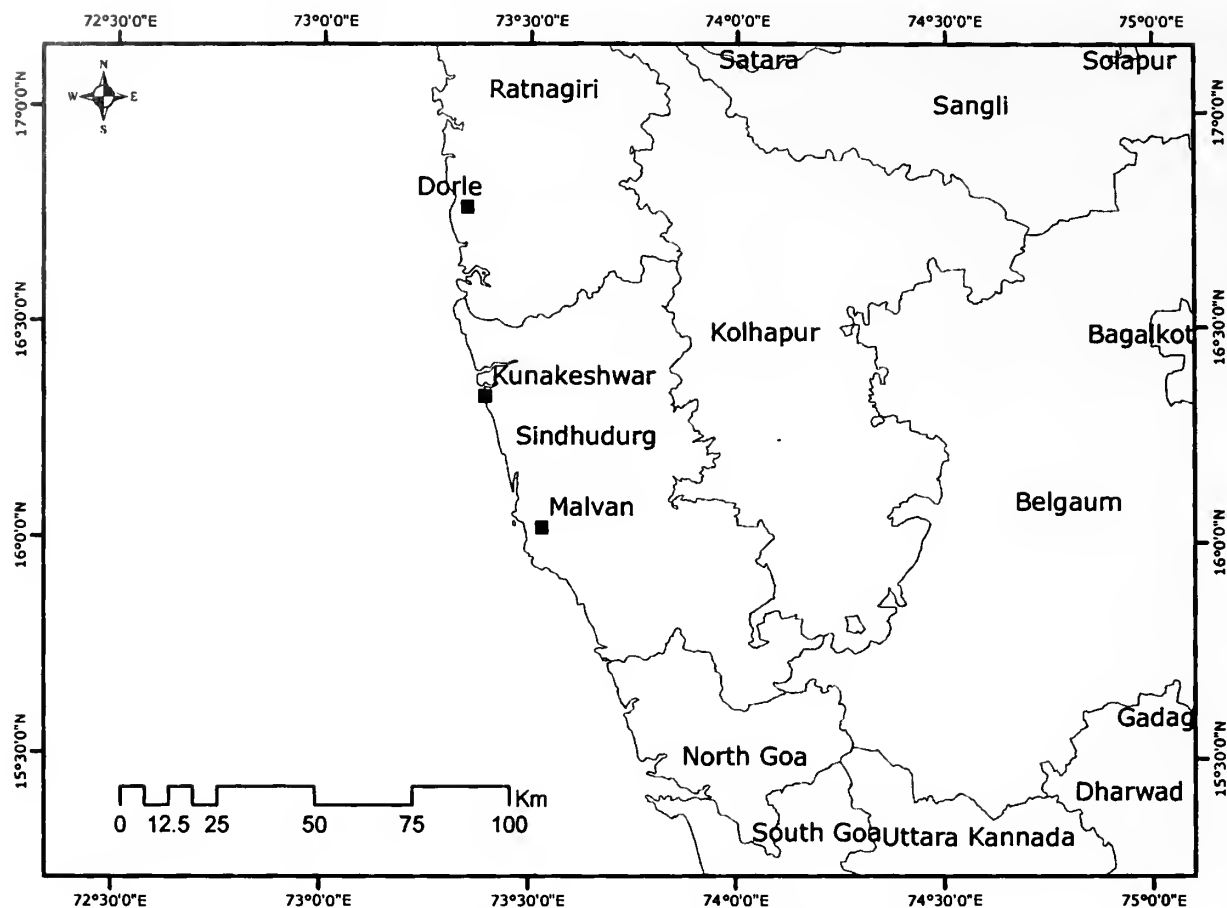 72°30'0"E 73°0'0"E 73°30'0"E 74°0'0"E 74°30'0"E 75°0'0"E
N
W E
S
17°0'0"N
16°30'0"N
16°0'0"N
15°30'0"N
Satara
Solapur
Ratnagiri
Sangli
Dorle
Kolhapur
Bagalkot
Kunakeshwar
Sindhudurg
Malvan
Belgaum
Gadag
North Goa
Dharwad
South Goa
Uttara Kannada
Km
0 12.5 25 50 75 100
17°0'0"N
16°30'0"N
16°0'0"N
15°30'0"N
72°30'0"E 73°0'0"E 73°30'0"E 74°0'0"E 74°30'0"E 75°0'0"E